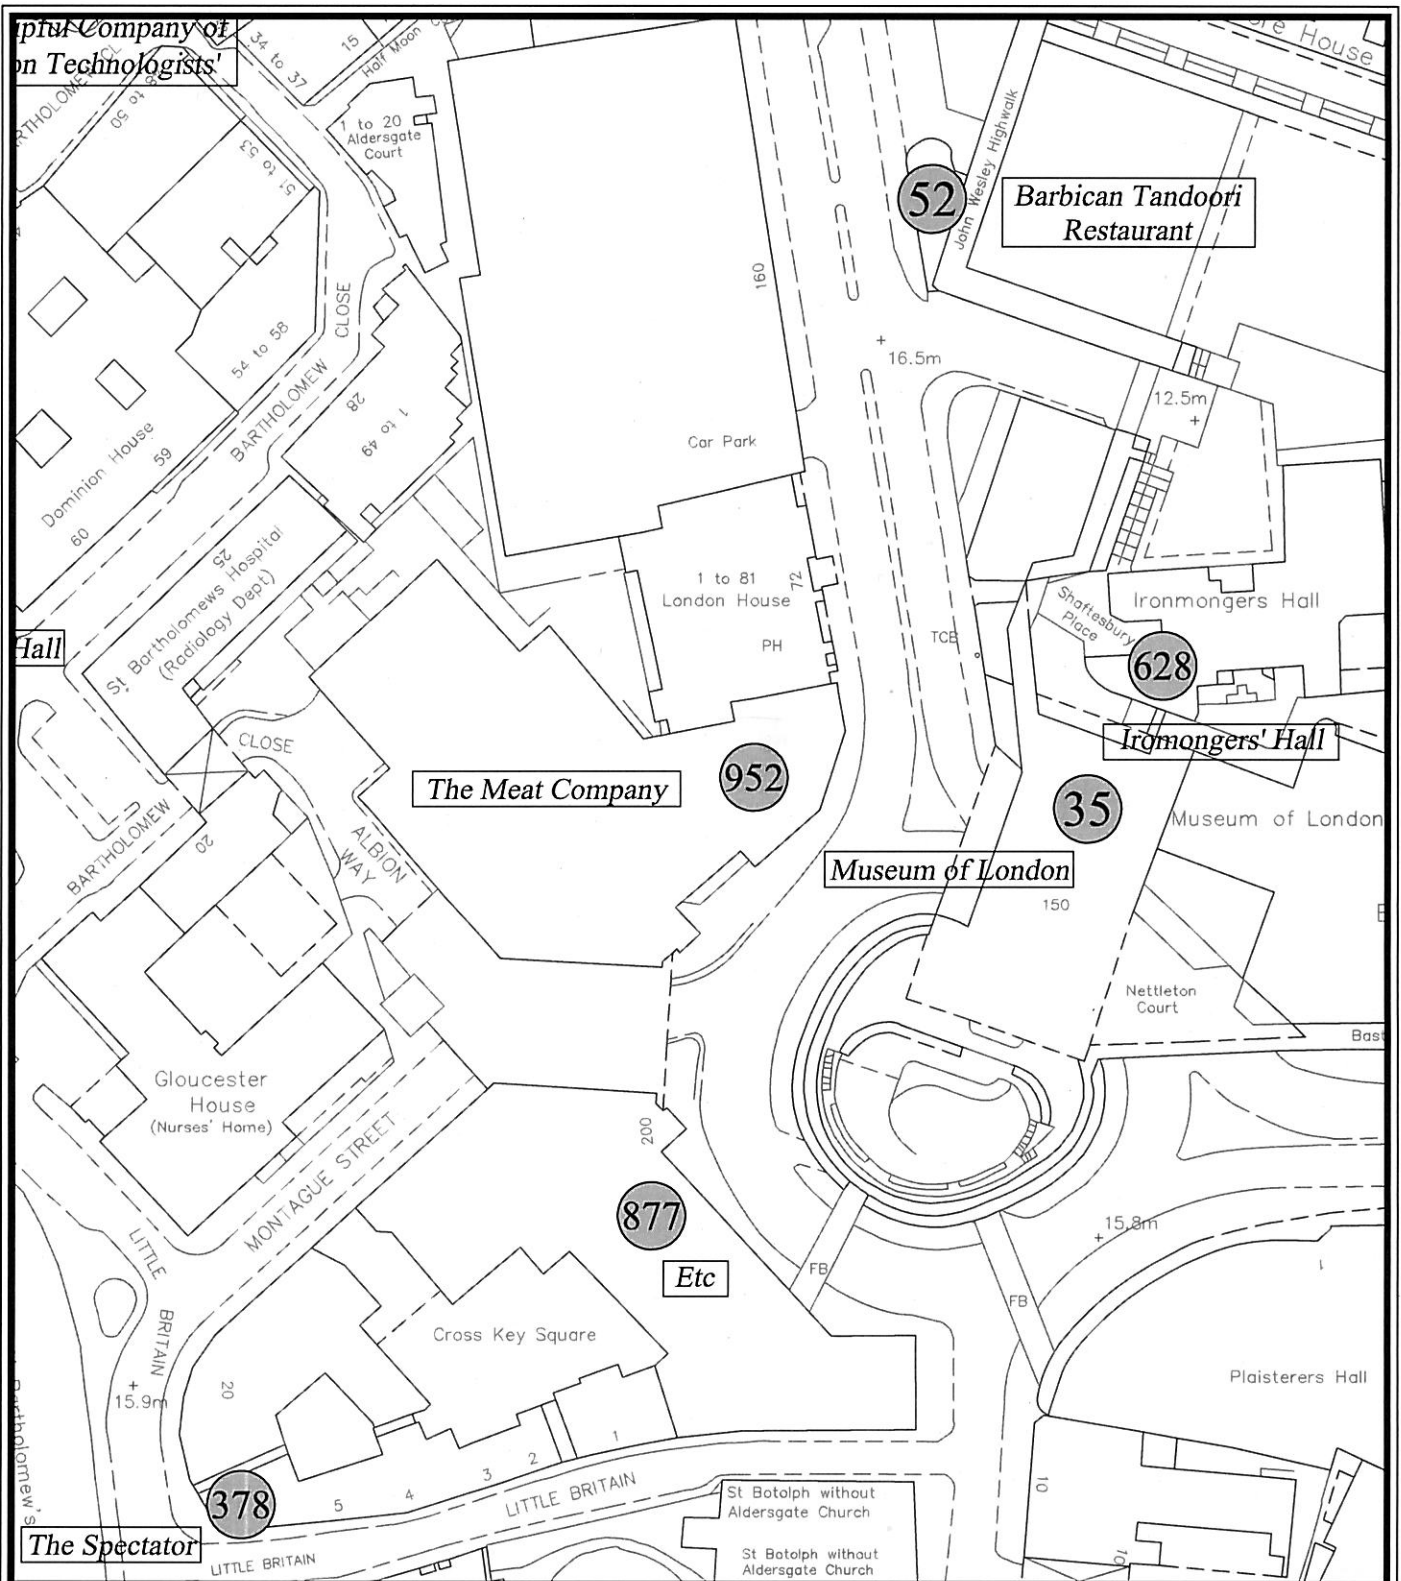 ipful Company of
on Technologists'
34 to 37
15
Half Moon
50
51 to 53
1 to 20
Aldersgate
Court
ore House
John Wesley Highwalk
52
Barbican Tandoori
Restaurant
160
CLOSE
54 to 58
BARTHOLOMEW
28
1 to 49
16.5m
12.5m
Car Park
Dominion House
59
60
25
St Bartholomews Hospital
(Radiology Dept)
1 to 81
London House
72
PH
TCB
Shaftesbury
Place
Ironmongers Hall
628
Hall
Iromongers' Hall
CLOSE
The Meat Company
952
35
Museum of London
BARTHOLOMEW
20
ALBION
WAY
Museum of London
150
Nettleton
Court
Bast
Gloucester
House
(Nurses' Home)
MONTAGUE STREET
200
877
Etc
15.8m
FB
FB
1
LITTLE
BRITAIN
Cross Key Square
Plaisterers Hall
15.9m
20
1
2
3
4
5
10
10
378
LITTLE BRITAIN
St Botolph without
Aldersgate Church
The Spectator
LITTLE BRITAIN
St Botolph without
Aldersgate Church
Bartholomew's